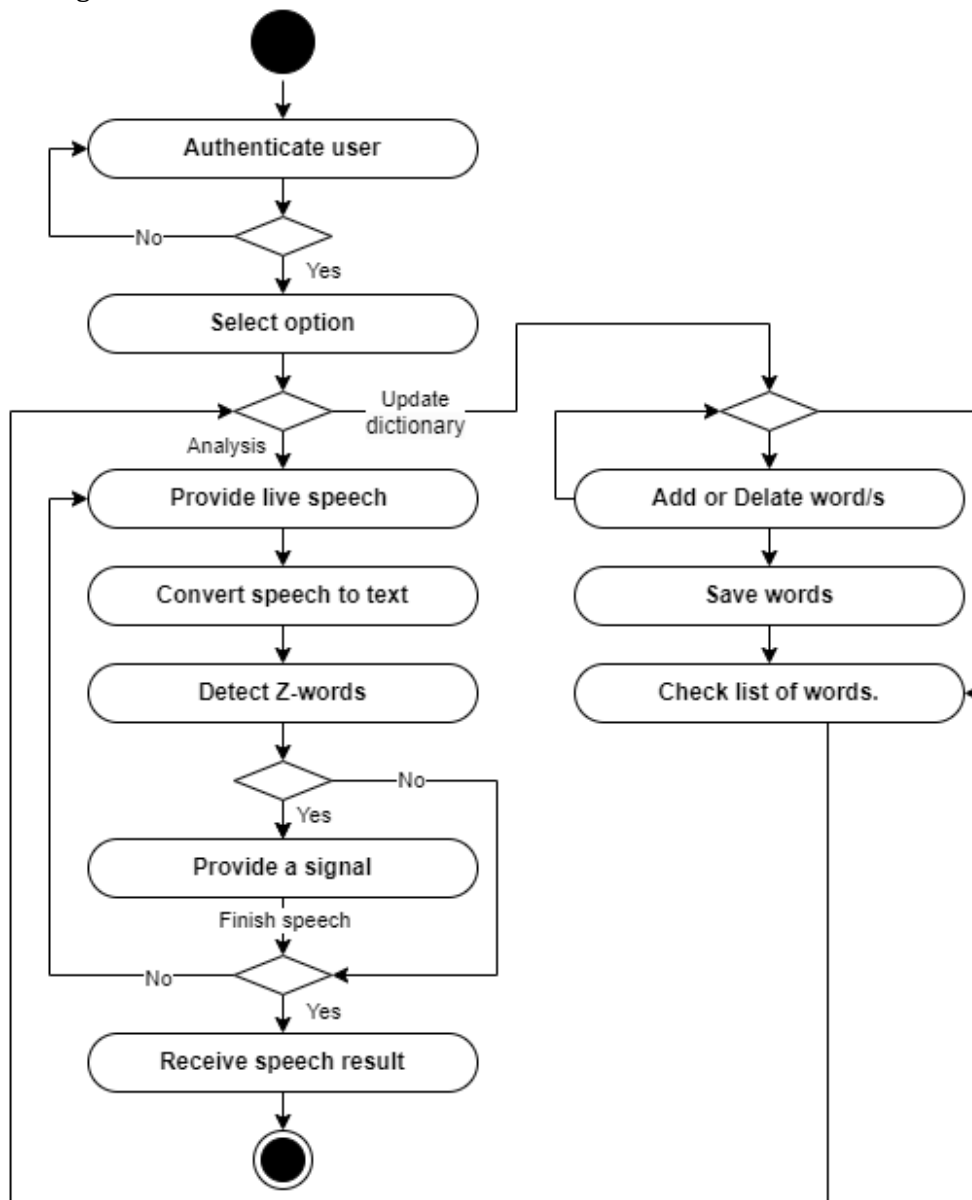 Authenticate user
No
Yes
Select option
Update
dictionary
Analysis
Provide live speech
Convert speech to text
Detect Z-words
No
Yes
Provide a signal
Finish speech
No
Yes
Receive speech result
Add or Delate word/s
Save words
Check list of words.